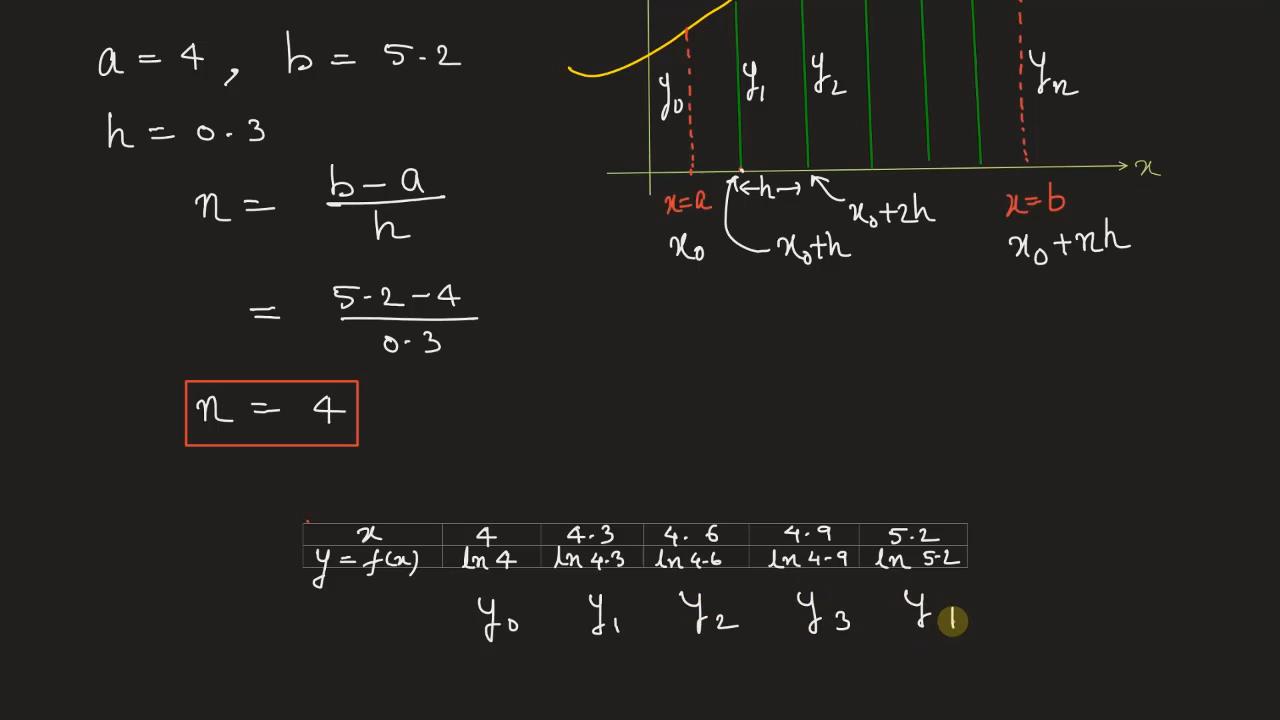 a = 4 , b = 5.2
h = 0.3
n = b - a / h
= 5.2 - 4 / 0.3
n = 4
y0 y1 y2 yn
x
x=a h x0+2h x=b
x0 x0+h x0+nh
x 4 4.3 4.6 4.9 5.2
y = f(x) ln 4 ln 4.3 ln 4.6 ln 4.9 ln 5.2
y0 y1 y2 y3 y